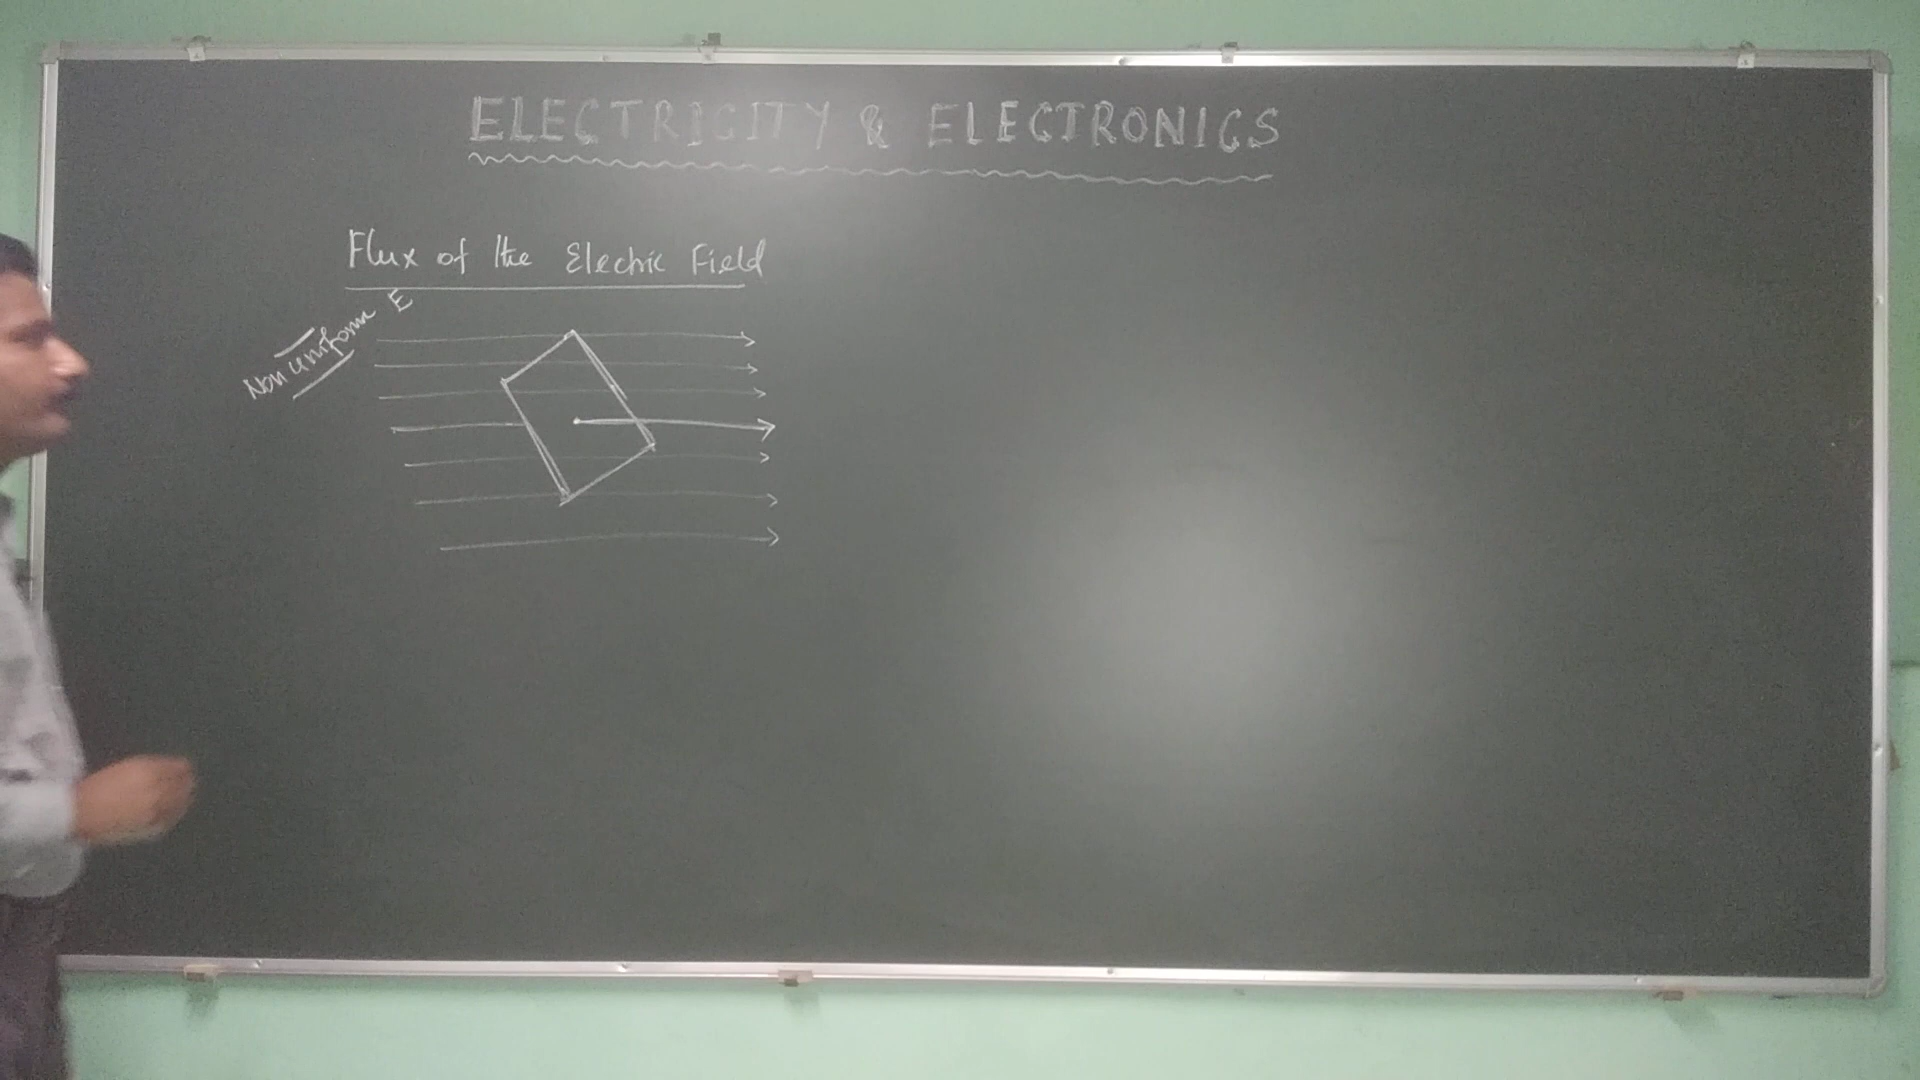 ELECTRICITY & ELECTRONICS
Flux of the Electric Field
Non uniform E